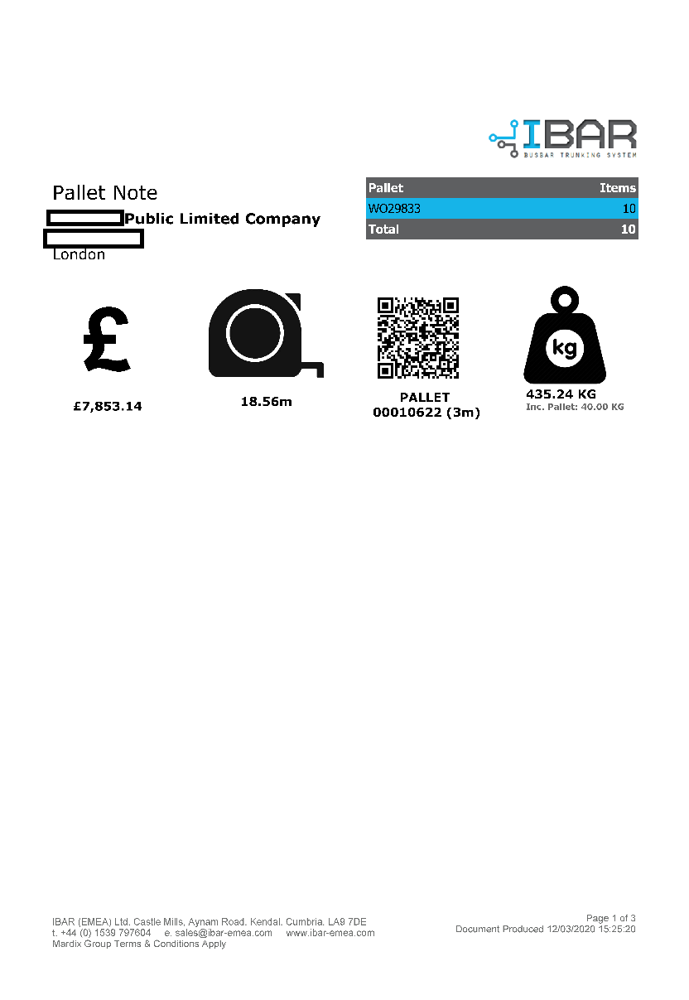 IBAR
BUSBAR TRUNKING SYSTEM
Pallet Note
Public Limited Company
London
Pallet Items
WO29833 10
Total 10
£
kg
£7,853.14
18.56m
PALLET
00010622 (3m)
435.24 KG
Inc. Pallet: 40.00 KG
IBAR (EMEA) Ltd. Castle Mills, Aynam Road. Kendal. Cumbria. LA9 7DE
t. +44 (0) 1539 797604 e. sales@ibar-emea.com www.ibar-emea.com
Mardix Group Terms & Conditions Apply
Page 1 of 3
Document Produced 12/03/2020 15:25:20